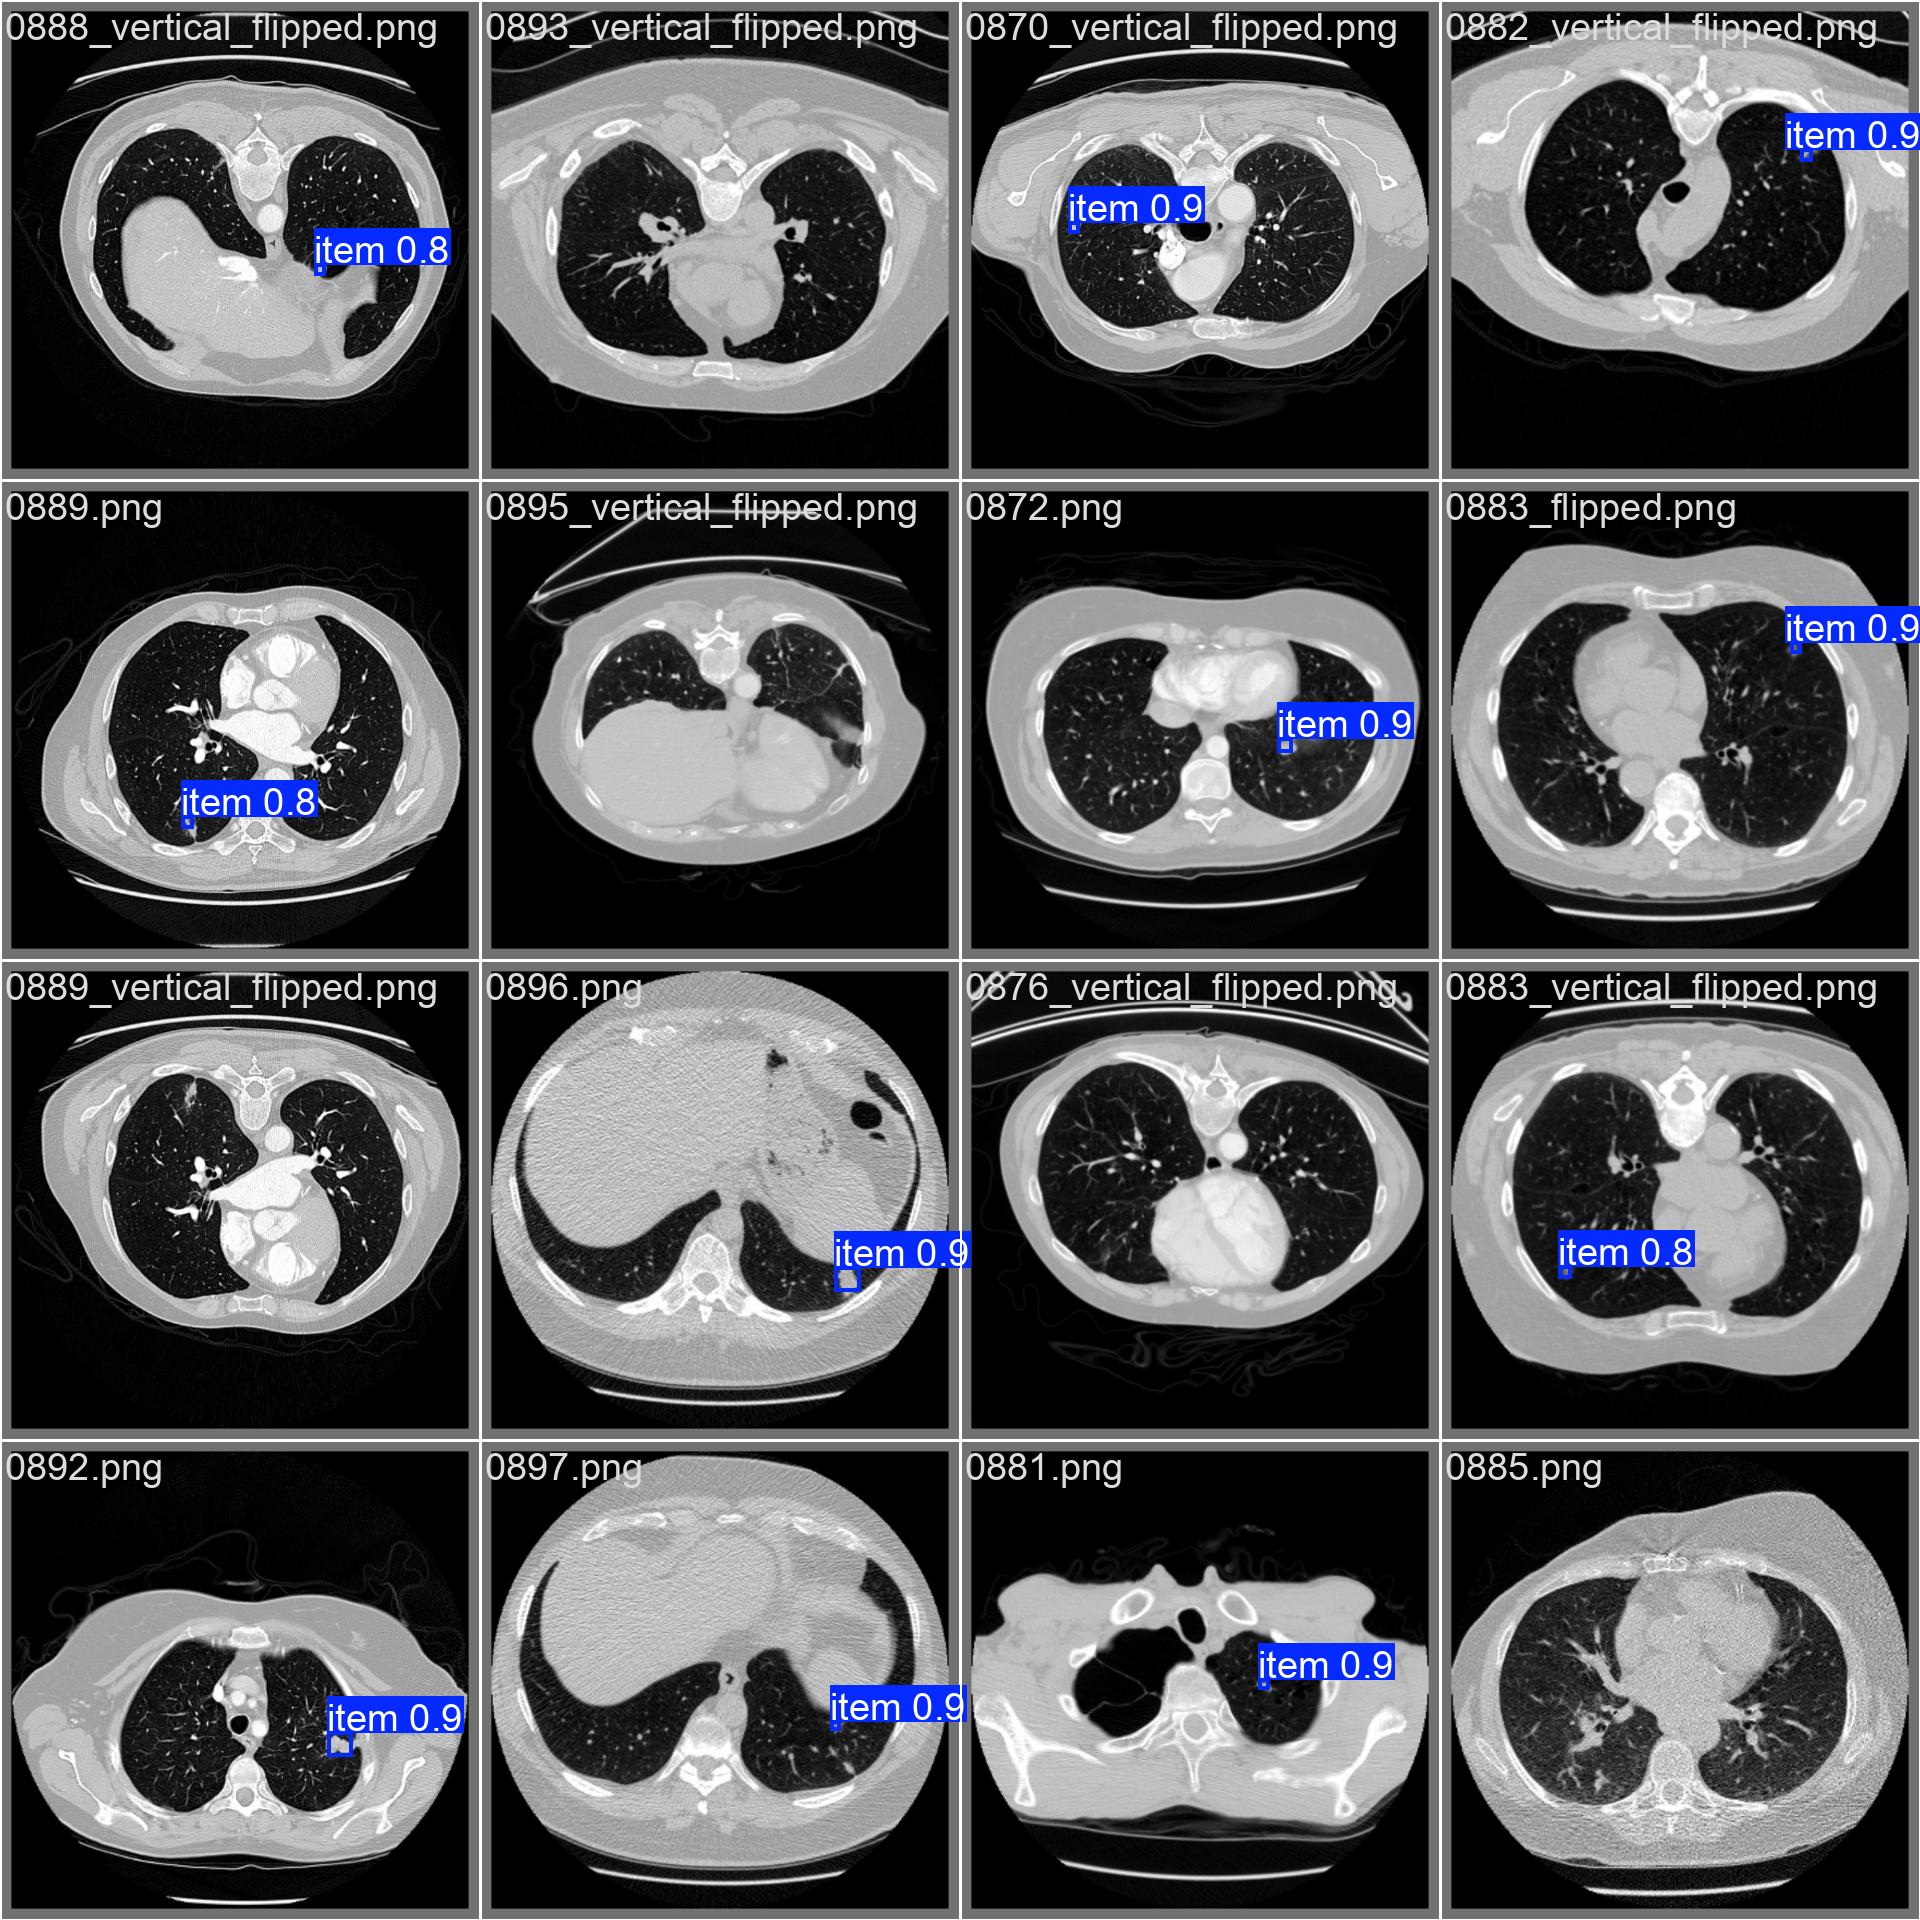 0888_vertical_flipped.png
item 0.8
0893_vertical_flipped.png
0870_vertical_flipped.png
item 0.9
0882_vertical_flipped.png
item 0.9
0889.png
item 0.8
0895_vertical_flipped.png
0872.png
item 0.9
0883_flipped.png
item 0.9
0889_vertical_flipped.png
0896.png
item 0.9
0876_vertical_flipped.png
0883_vertical_flipped.png
item 0.8
0892.png
item 0.9
0897.png
item 0.9
0881.png
item 0.9
0885.png